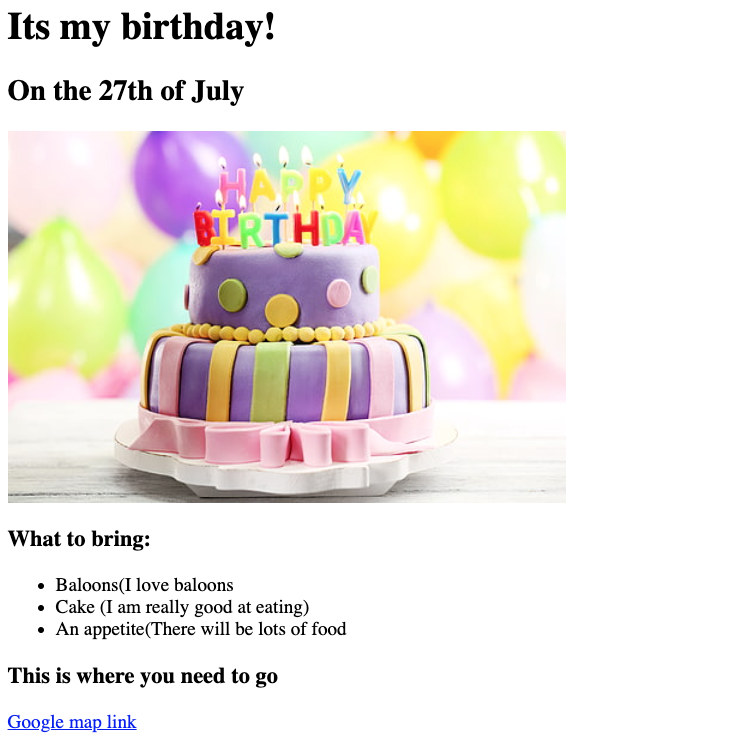 Its my birthday!
On the 27th of July
HAPPY
BIRTHDAY
What to bring:
Baloons(I love baloons
Cake (I am really good at eating)
An appetite(There will be lots of food
This is where you need to go
Google map link